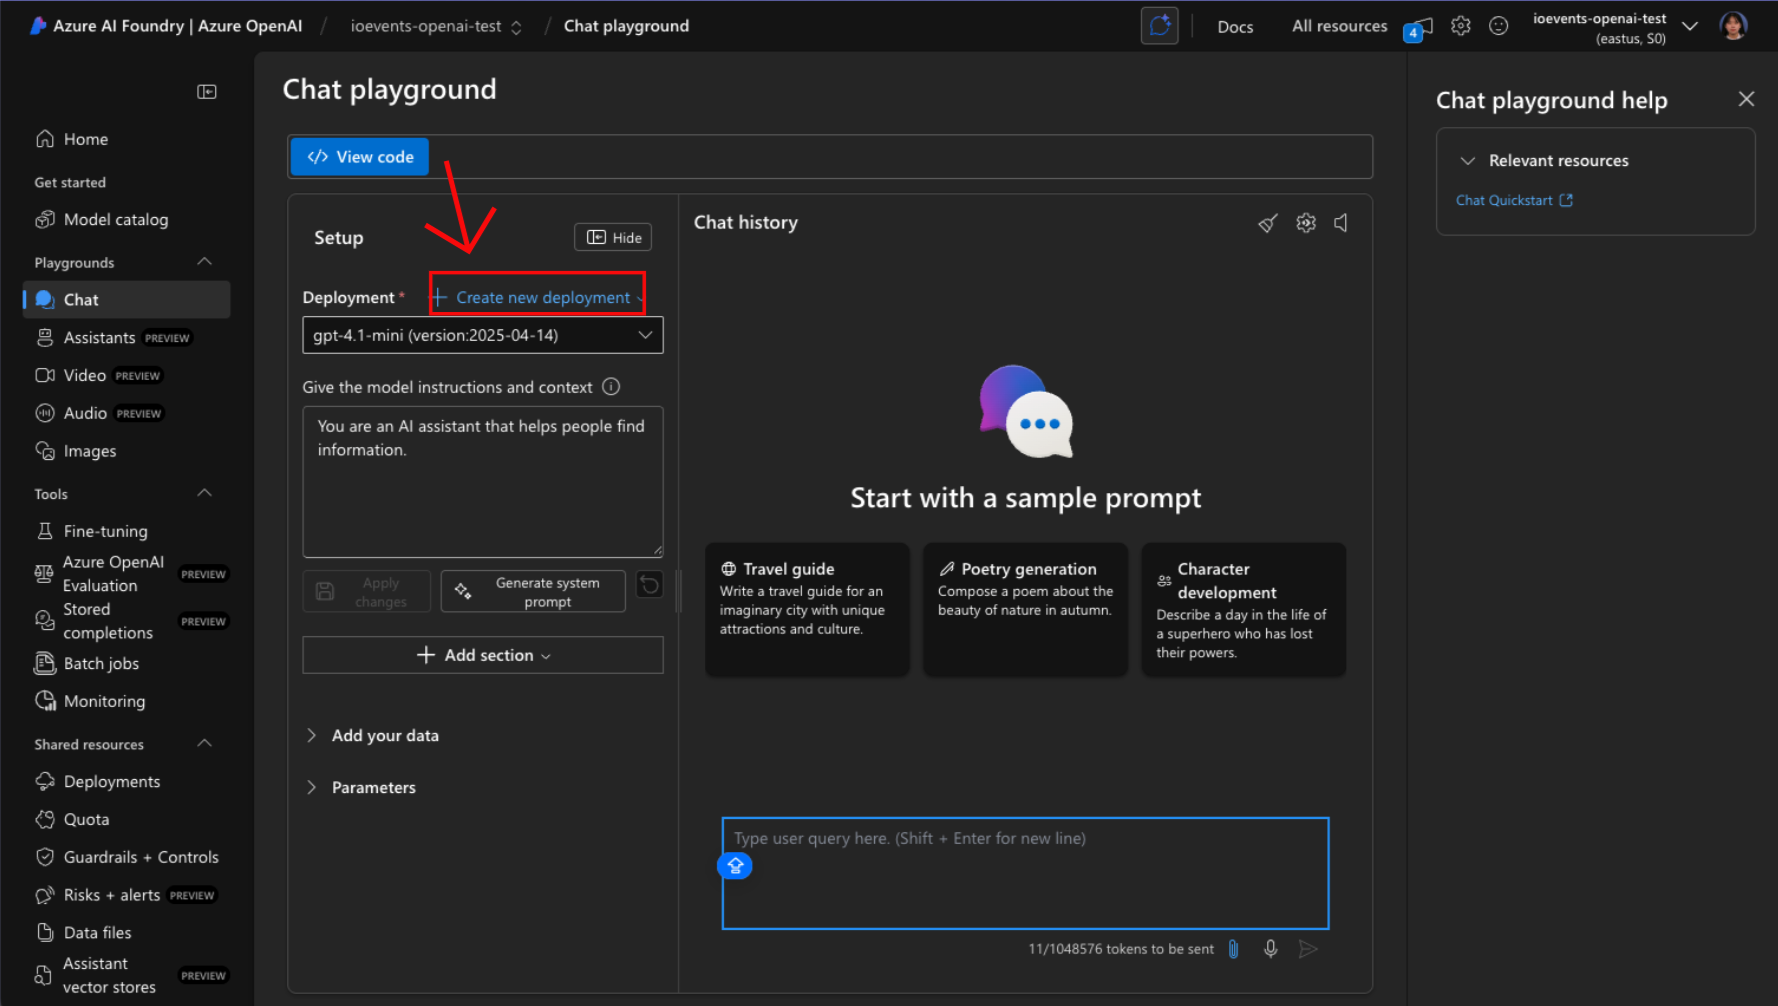 Azure AI Foundry | Azure OpenAI / ioevents-openai-test / Chat playground
Docs
All resources
4
ioevents-openai-test
(eastus, S0)
Home
Get started
Model catalog
Playgrounds
Chat
Assistants PREVIEW
Video PREVIEW
Audio PREVIEW
Images
Tools
Fine-tuning
Azure OpenAI
Evaluation PREVIEW
Stored
completions PREVIEW
Batch jobs
Monitoring
Shared resources
Deployments
Quota
Guardrails + Controls
Risks + alerts PREVIEW
Data files
Assistant
vector stores PREVIEW
Chat playground
</> View code
Setup
Hide
Deployment *
+ Create new deployment
gpt-4.1-mini (version:2025-04-14)
Give the model instructions and context
You are an AI assistant that helps people find
information.
Apply
changes
Generate system
prompt
+ Add section
Add your data
Parameters
Chat history
Start with a sample prompt
Travel guide
Write a travel guide for an
imaginary city with unique
attractions and culture.
Poetry generation
Compose a poem about the
beauty of nature in autumn.
Character
development
Describe a day in the life of
a superhero who has lost
their powers.
Type user query here. (Shift + Enter for new line)
11/1048576 tokens to be sent
Chat playground help
Relevant resources
Chat Quickstart